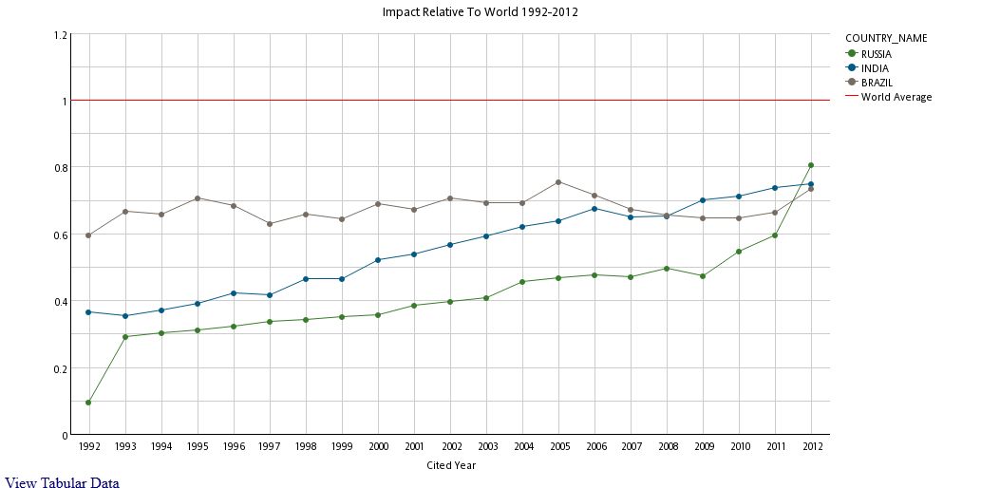 Impact Relative To World 1992-2012
1.2
1
0.8
0.6
0.4
0.2
0
1992 1993 1994 1995 1996 1997 1998 1999 2000 2001 2002 2003 2004 2005 2006 2007 2008 2009 2010 2011 2012
Cited Year
COUNTRY_NAME
RUSSIA
INDIA
BRAZIL
World Average
View Tabular Data